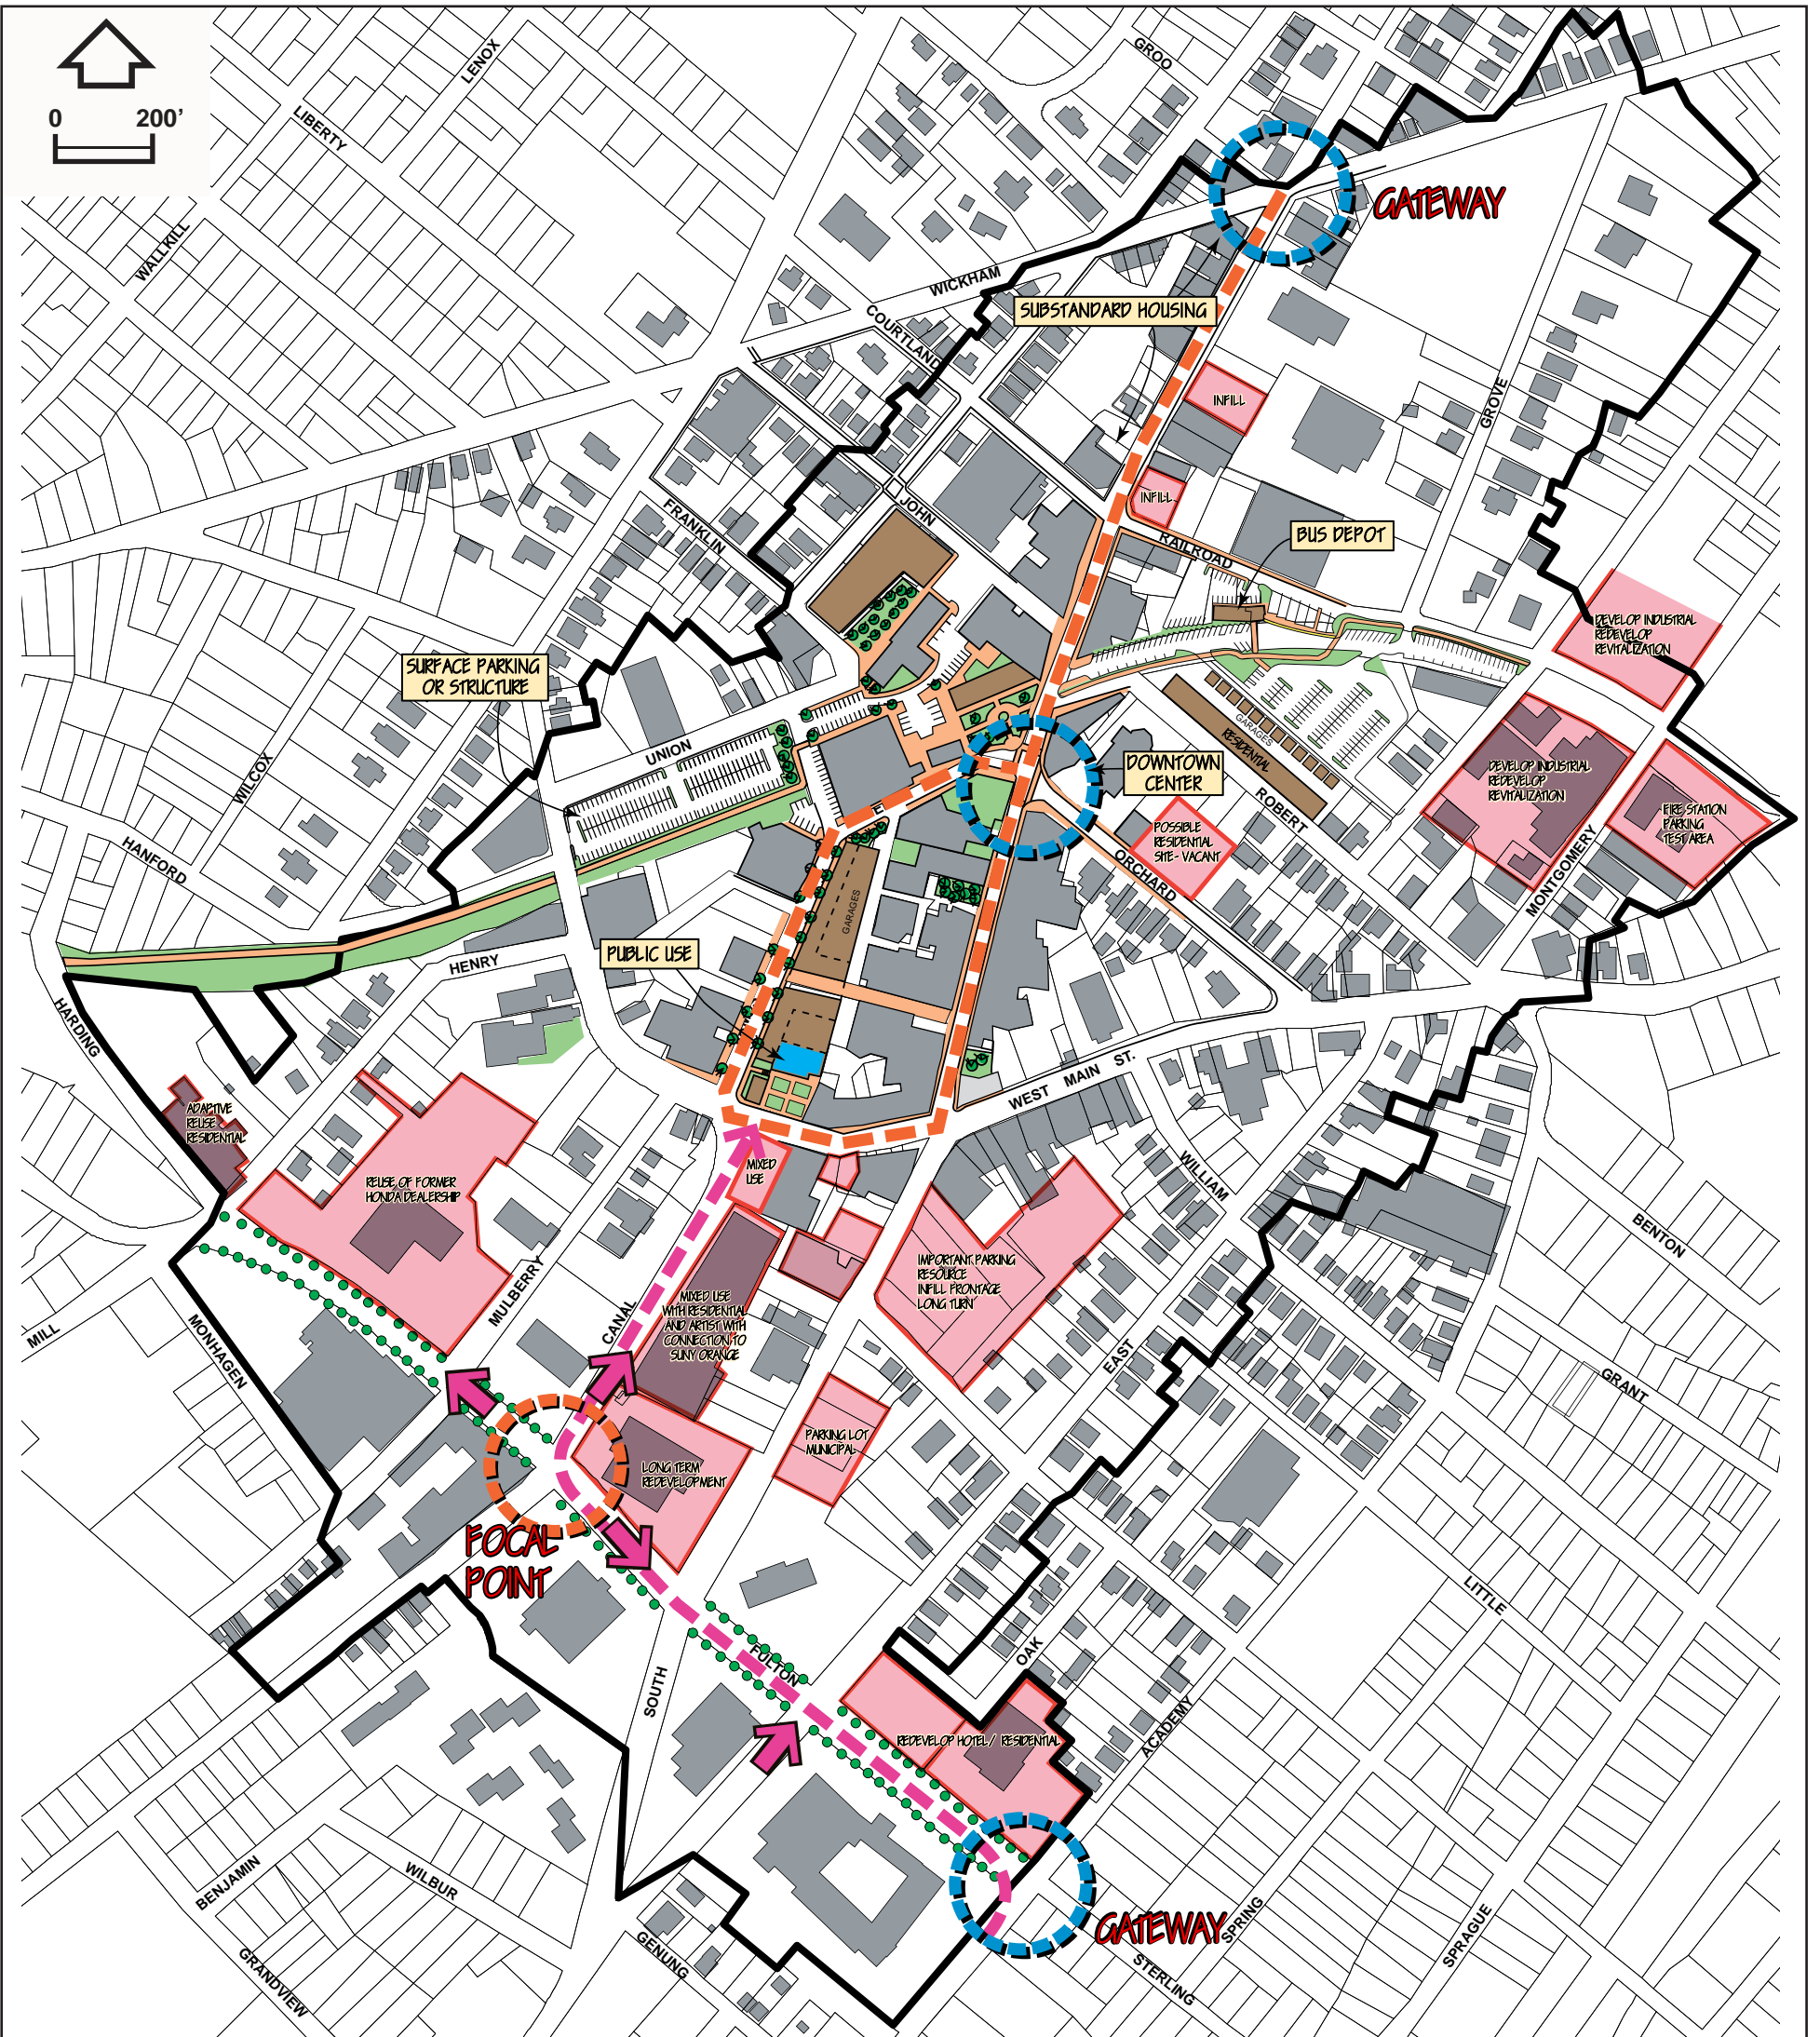 0 200'
LENOX
GROO
LIBERTY
WALLKILL
GATEWAY
WICKHAM
SUBSTANDARD HOUSING
COURTLAND
INFILL
GROVE
INFILL
JOHN
FRANKLIN
RAILROAD
BUS DEPOT
DEVELOP INDUSTRIAL
REDEVELOP
REVITALIZATION
SURFACE PARKING
OR STRUCTURE
GARAGES
RESIDENTIAL
UNION
WILCOX
DOWNTOWN
CENTER
DEVELOP INDUSTRIAL
REDEVELOP
REVITALIZATION
ROBERT
FIRE STATION
PARKING
TEST AREA
POSSIBLE
RESIDENTIAL
SITE- VACANT
E
HANFORD
ORCHARD
MONTGOMERY
GARAGES
PUBLIC USE
HENRY
HARDING
WEST MAIN ST.
ADAPTIVE
REUSE
RESIDENTIAL
REUSE OF FORMER
HONDA DEALERSHIP
MIXED
USE
WILLIAM
BENTON
IMPORTANT PARKING
RESOURCE
INFILL FRONTAGE
LONG TURN
MULBERRY
CANAL
MIXED USE
WITH RESIDENTIAL
AND ARTIST WITH
CONNECTION TO
SUNY ORANGE
MILL
MONHAGEN
EAST
GRANT
PARKING LOT
MUNICIPAL
LONG TERM
REDEVELOPMENT
FOCAL
POINT
LITTLE
FULTON
OAK
SOUTH
ACADEMY
REDEVELOP HOTEL/ RESIDENTIAL
BENJAMIN
WILBUR
GATEWAY
SPRING
SPRAGUE
GENUNG
STERLING
GRANDVIEW